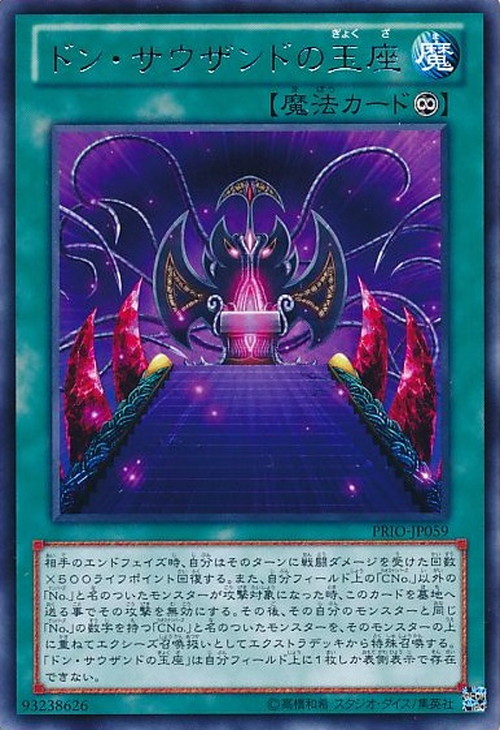 ドン・サウザンドの玉座
魔
【魔法カード】
PRIO-JP059
相手のエンドフェイズ時、自分はそのターンに戦闘ダメージを受けた回数
×500ライフポイント回復する。また、自分フィールド上の「CNo.」以外の
「No.」と名のついたモンスターが攻撃対象になった時、このカードを墓地へ
送る事でその攻撃を無効にする。その後、その自分のモンスターと同じ
「No.」の数字を持つ「CNo.」と名のついたモンスターを、そのモンスターの上
に重ねてエクシーズ召喚扱いとしてエクストラデッキから特殊召喚する。
「ドン・サウザンドの玉座」は自分フィールド上に1枚しか表側表示で存在
できない。
93238626
©高橋和希 スタジオ・ダイス/集英社